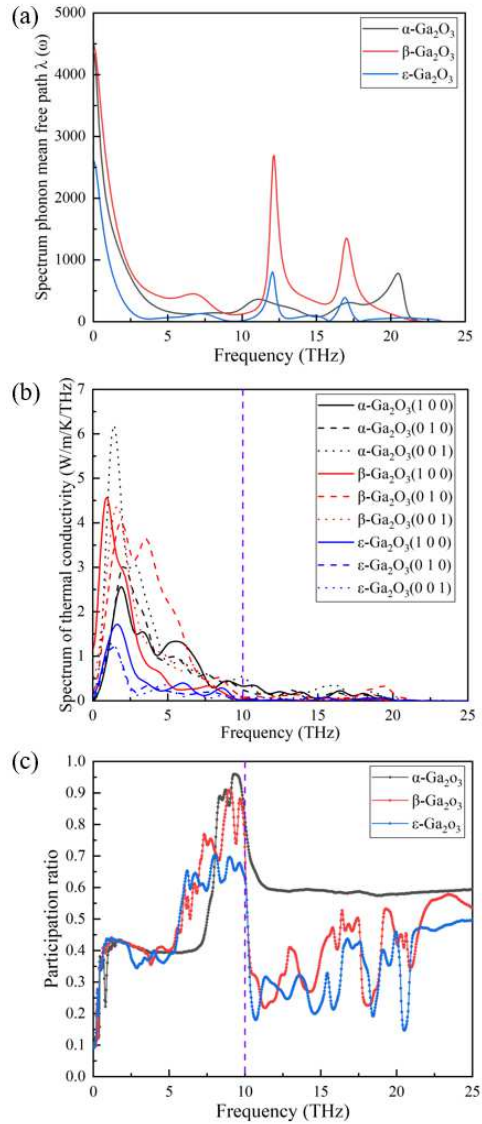 (a)
α-Ga₂O₃
β-Ga₂O₃
ε-Ga₂O₃
Spectrum phonon mean free path λ (ω)
5000
4000
3000
2000
1000
0
0 5 10 15 20 25
Frequency (THz)
(b)
α-Ga₂O₃(1 0 0)
α-Ga₂O₃(0 1 0)
α-Ga₂O₃(0 0 1)
β-Ga₂O₃(1 0 0)
β-Ga₂O₃(0 1 0)
β-Ga₂O₃(0 0 1)
ε-Ga₂O₃(1 0 0)
ε-Ga₂O₃(0 1 0)
ε-Ga₂O₃(0 0 1)
Spectrum of thermal conductivity (W/m/K/THz)
7
6
5
4
3
2
1
0
0 5 10 15 20 25
Frequency (THz)
(c)
α-Ga₂o₃
β-Ga₂o₃
ε-Ga₂o₃
Participation ratio
1.0
0.9
0.8
0.7
0.6
0.5
0.4
0.3
0.2
0.1
0.0
0 5 10 15 20 25
Frequency (THz)